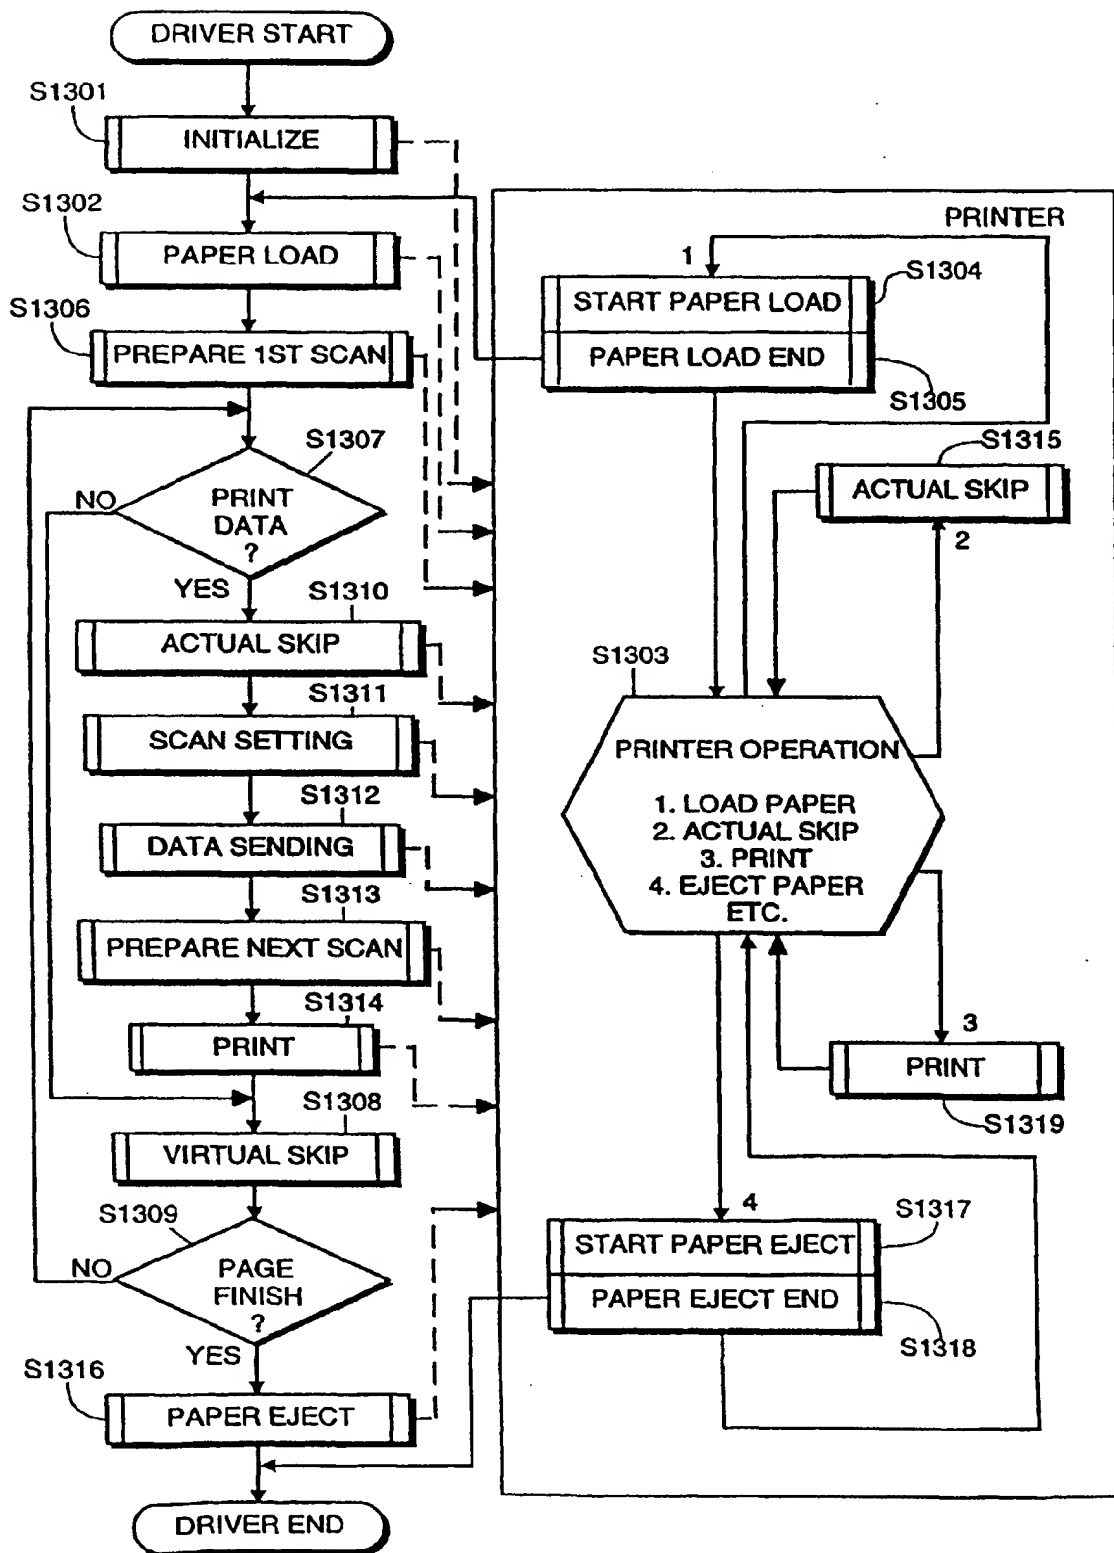 DRIVER START
S1301
INITIALIZE
S1302
PAPER LOAD
S1306
PREPARE 1ST SCAN
S1307
NO
PRINT
DATA
?
YES
S1310
ACTUAL SKIP
S1311
SCAN SETTING
S1312
DATA SENDING
S1313
PREPARE NEXT SCAN
S1314
PRINT
S1308
VIRTUAL SKIP
S1309
NO
PAGE
FINISH
?
YES
S1316
PAPER EJECT
DRIVER END
PRINTER
1
S1304
START PAPER LOAD
PAPER LOAD END
S1305
S1315
ACTUAL SKIP
2
S1303
PRINTER OPERATION
1. LOAD PAPER
2. ACTUAL SKIP
3. PRINT
4. EJECT PAPER
ETC.
3
PRINT
S1319
4
S1317
START PAPER EJECT
PAPER EJECT END
S1318